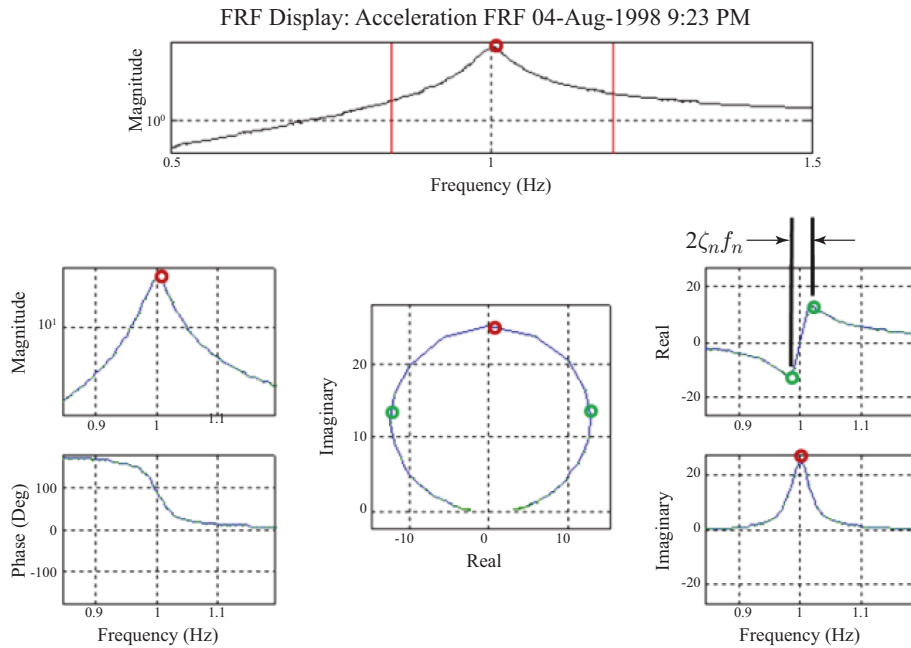 FRF Display: Acceleration FRF 04-Aug-1998 9:23 PM
Magnitude
10⁰
0.5
1
1.5
Frequency (Hz)
Magnitude
10¹
0.9
1
1.1
Phase (Deg)
100
0
-100
0.9
1
1.1
Frequency (Hz)
Imaginary
20
10
0
-10
0
10
Real
2ζₙfₙ
Real
20
0
-20
0.9
1
1.1
Imaginary
20
0
-20
0.9
1
1.1
Frequency (Hz)